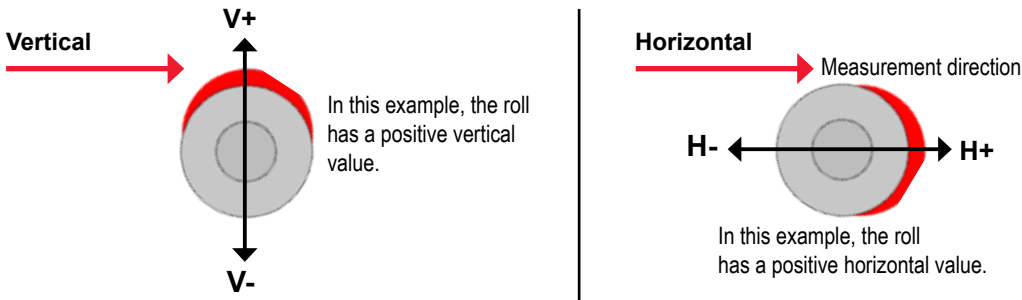 V+
Vertical
In this example, the roll
has a positive vertical
value.
V-
Horizontal
Measurement direction
H-
H+
In this example, the roll
has a positive horizontal value.